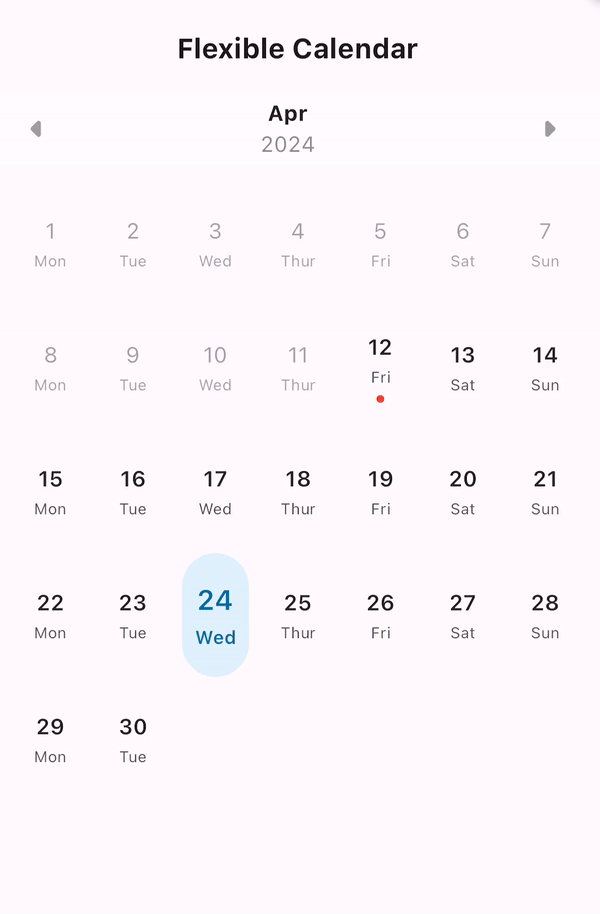 Flexible Calendar
Apr
2024
1 2 3 4 5 6 7
Mon Tue Wed Thur Fri Sat Sun
8 9 10 11 12 13 14
Mon Tue Wed Thur Fri Sat Sun
15 16 17 18 19 20 21
Mon Tue Wed Thur Fri Sat Sun
22 23 24 25 26 27 28
Mon Tue Wed Thur Fri Sat Sun
29 30
Mon Tue